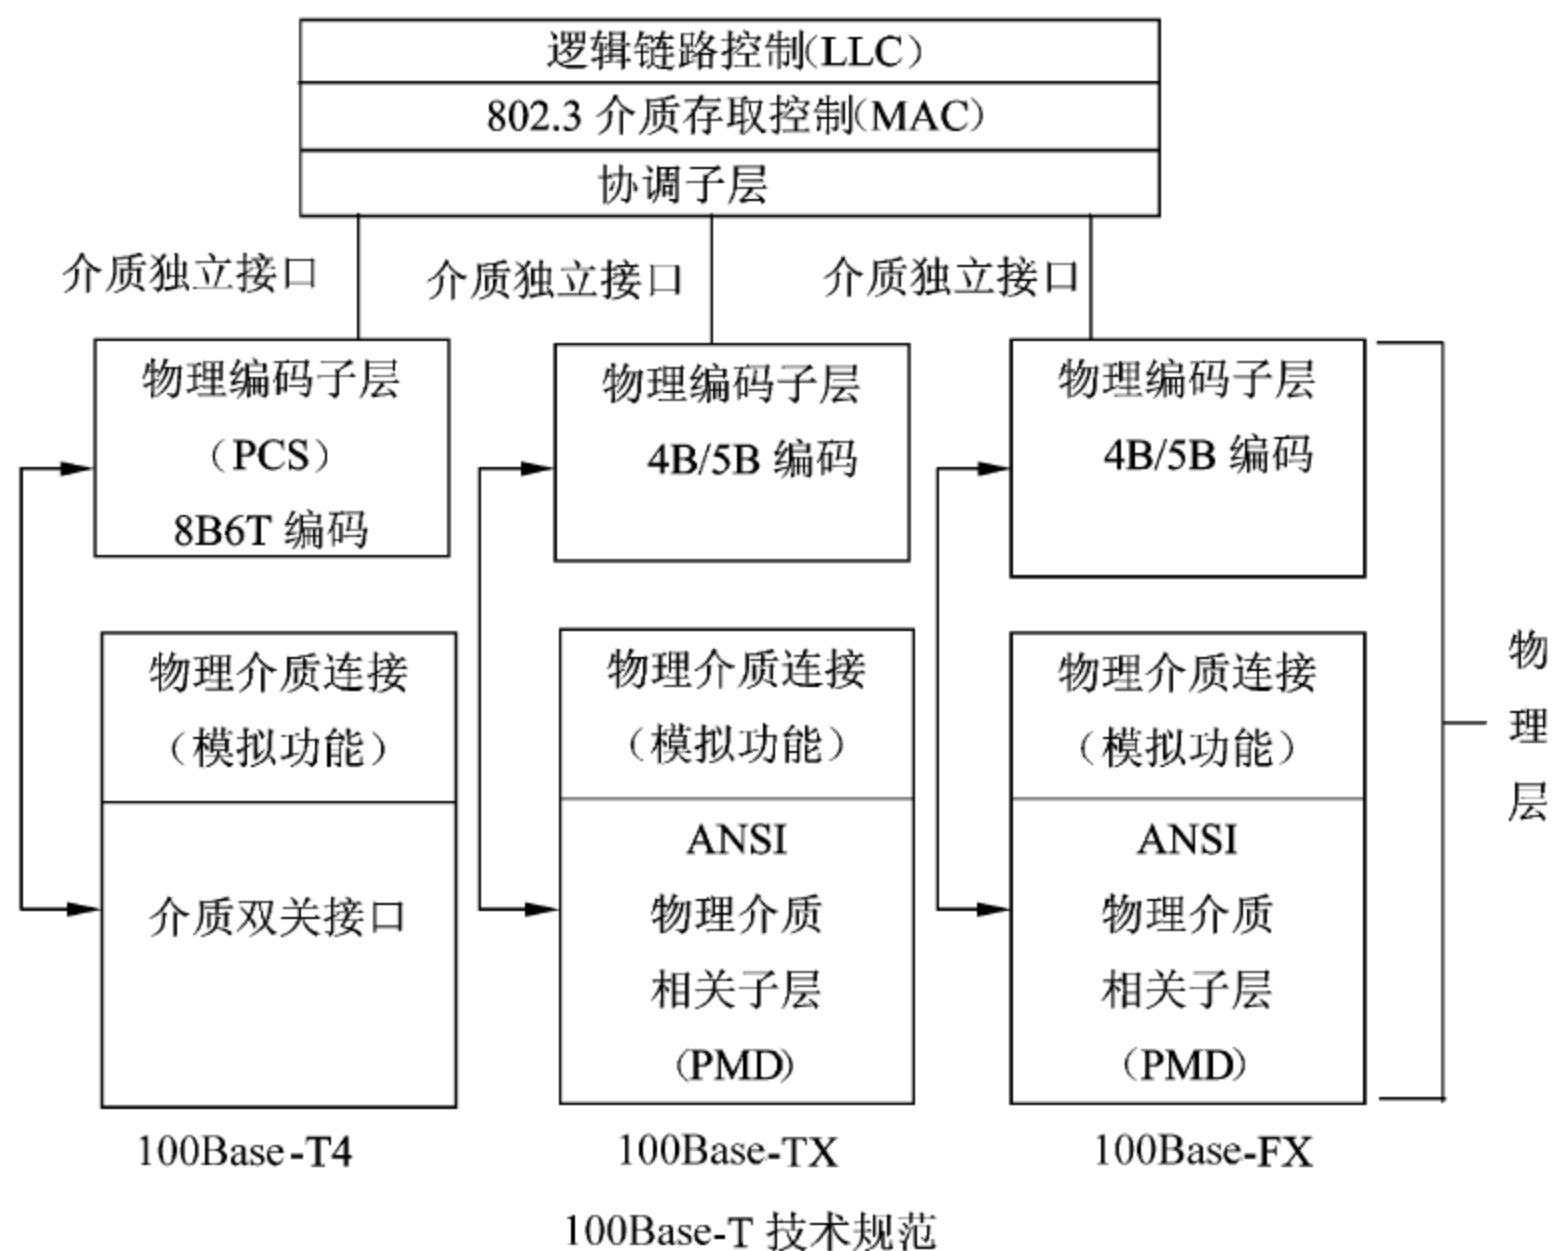 逻辑链路控制(LLC)
802.3 介质存取控制(MAC)
协调子层
介质独立接口
介质独立接口
介质独立接口
物理编码子层
（PCS）
8B6T 编码
物理编码子层
4B/5B 编码
物理编码子层
4B/5B 编码
物理介质连接
（模拟功能）
介质双关接口
物理介质连接
（模拟功能）
ANSI
物理介质
相关子层
(PMD)
物理介质连接
（模拟功能）
ANSI
物理介质
相关子层
（PMD）
物
理
层
100Base-T4
100Base-TX
100Base-FX
100Base-T 技术规范